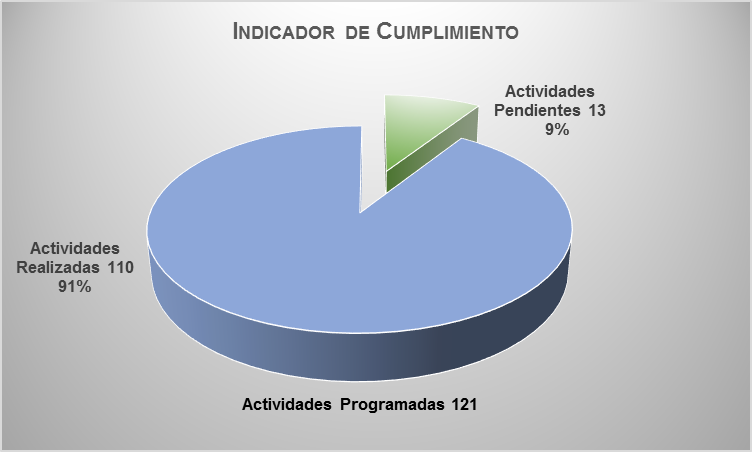 INDICADOR DE CUMPLIMIENTO
Actividades
Pendientes 13
9%
Actividades
Realizadas 110
91%
Actividades Programadas 121